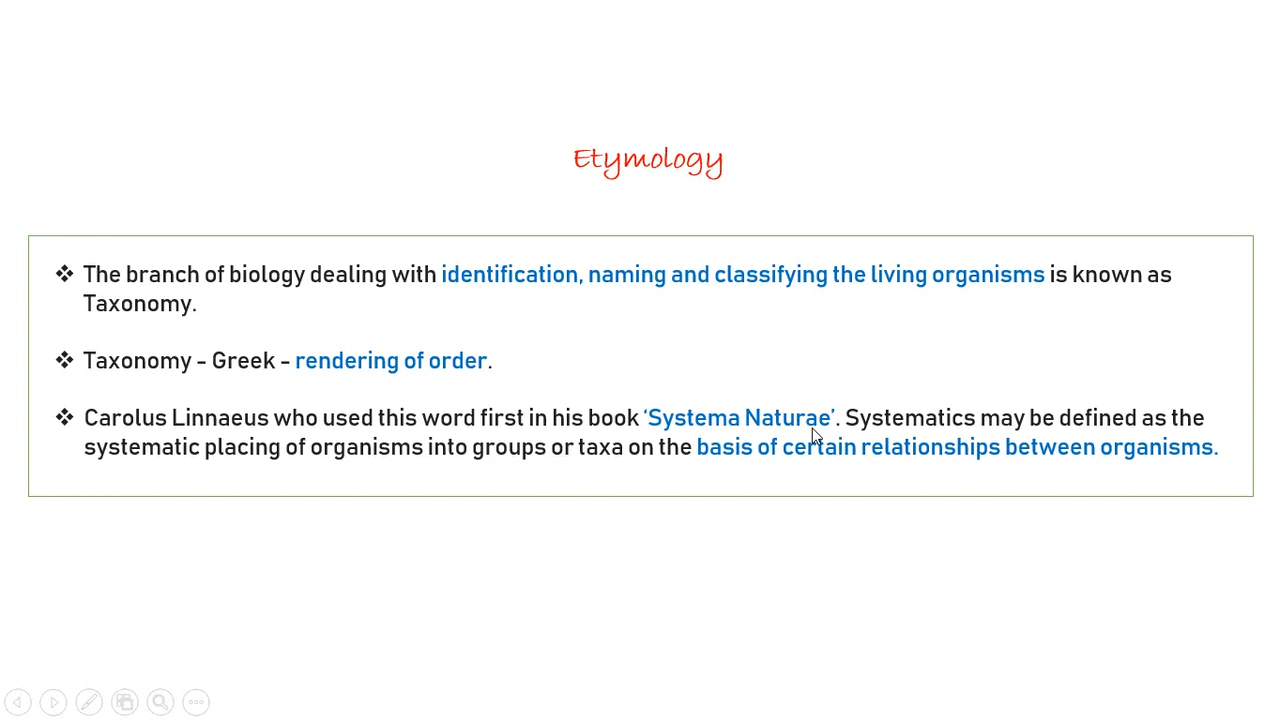 Etymology
❖ The branch of biology dealing with identification, naming and classifying the living organisms is known as
Taxonomy.
❖ Taxonomy - Greek - rendering of order.
❖ Carolus Linnaeus who used this word first in his book ‘Systema Naturae’. Systematics may be defined as the
systematic placing of organisms into groups or taxa on the basis of certain relationships between organisms.